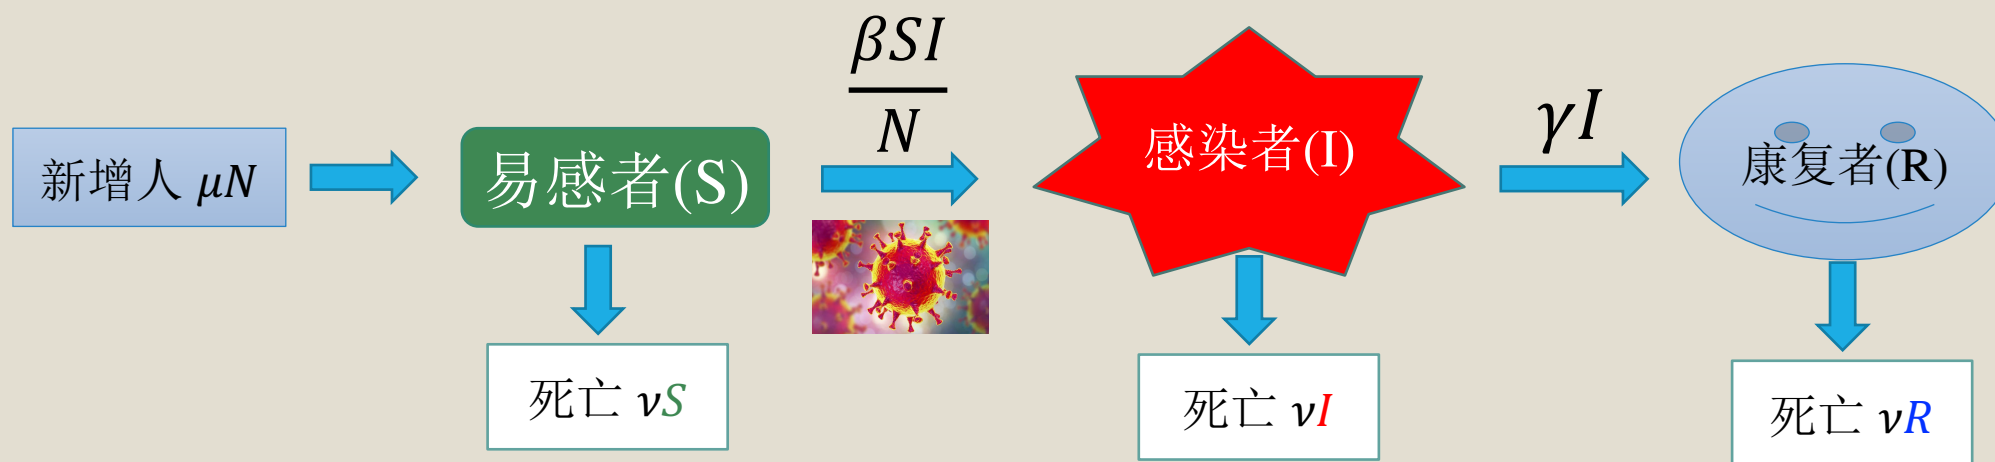 新增人 μN
易感者(S)
βSI
N
感染者(I)
γI
康复者(R)
死亡 νS
死亡 νI
死亡 νR